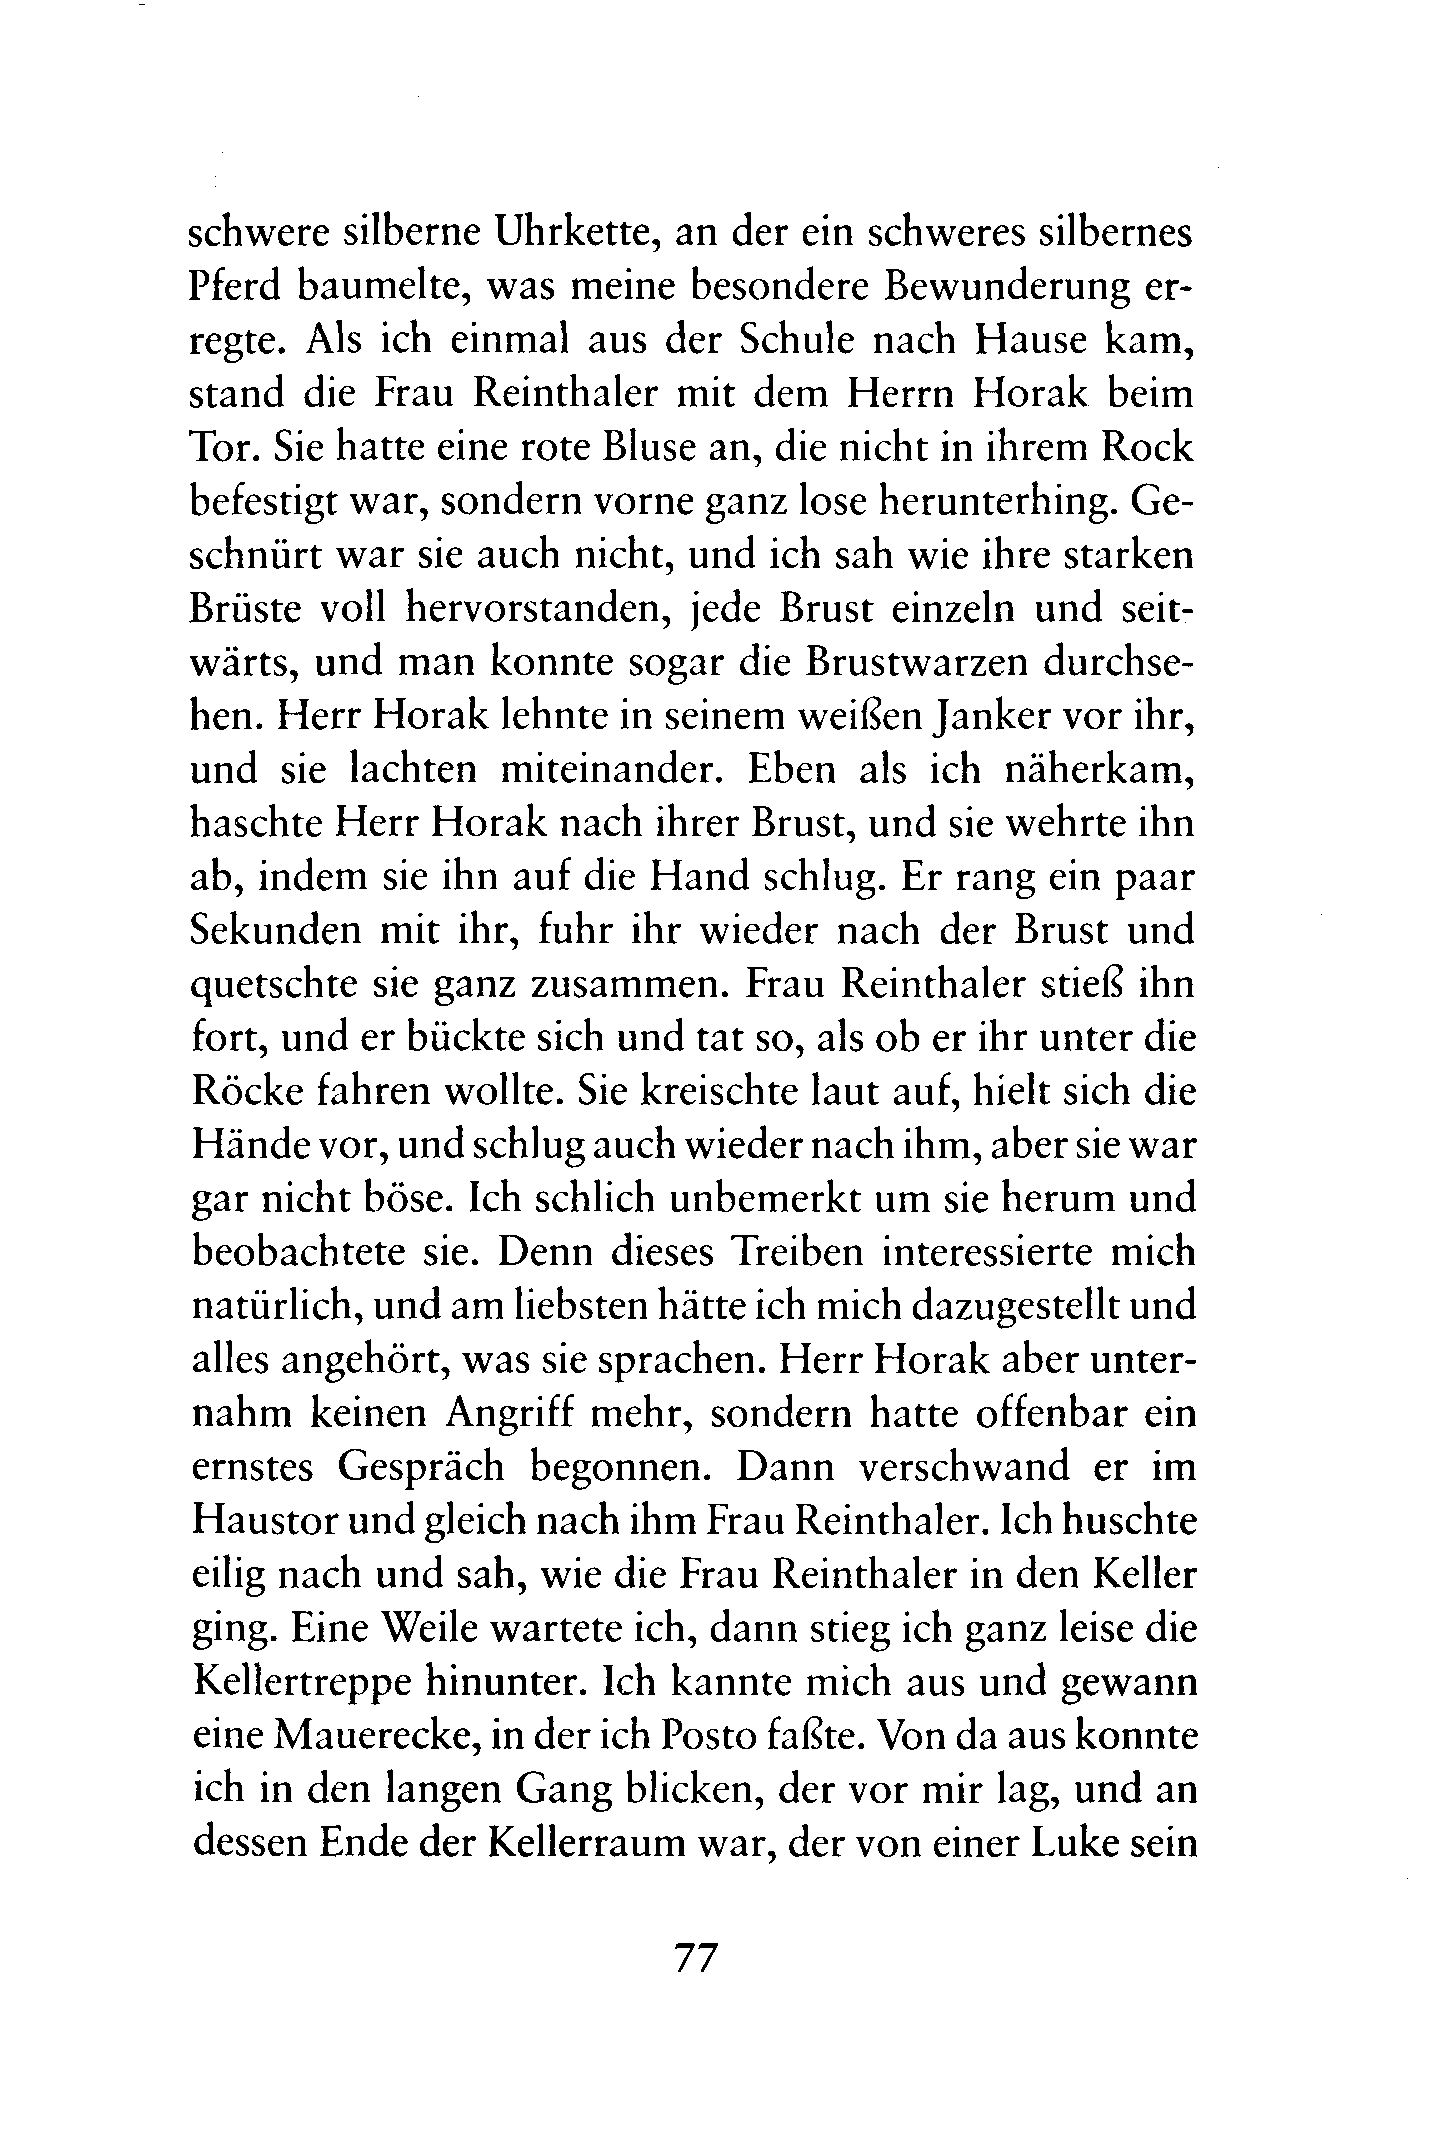 schwere silberne Uhrkette, an der ein schweres silbernes
Pferd baumelte, was meine besondere Bewunderung er-
regte. Als ich einmal aus der Schule nach Hause kam,
stand die Frau Reinthaler mit dem Herrn Horak beim
Tor. Sie hatte eine rote Bluse an, die nicht in ihrem Rock
befestigt war, sondern vorne ganz lose herunterhing. Ge-
schnürt war sie auch nicht, und ich sah wie ihre starken
Brüste voll hervorstanden, jede Brust einzeln und seit-
wärts, und man konnte sogar die Brustwarzen durchse-
hen. Herr Horak lehnte in seinem weißen Janker vor ihr,
und sie lachten miteinander. Eben als ich näherkam,
haschte Herr Horak nach ihrer Brust, und sie wehrte ihn
ab, indem sie ihn auf die Hand schlug. Er rang ein paar
Sekunden mit ihr, fuhr ihr wieder nach der Brust und
quetschte sie ganz zusammen. Frau Reinthaler stieß ihn
fort, und er bückte sich und tat so, als ob er ihr unter die
Röcke fahren wollte. Sie kreischte laut auf, hielt sich die
Hände vor, und schlug auch wieder nach ihm, aber sie war
gar nicht böse. Ich schlich unbemerkt um sie herum und
beobachtete sie. Denn dieses Treiben interessierte mich
natürlich, und am liebsten hätte ich mich dazugestellt und
alles angehört, was sie sprachen. Herr Horak aber unter-
nahm keinen Angriff mehr, sondern hatte offenbar ein
ernstes Gespräch begonnen. Dann verschwand er im
Haustor und gleich nach ihm Frau Reinthaler. Ich huschte
eilig nach und sah, wie die Frau Reinthaler in den Keller
ging. Eine Weile wartete ich, dann stieg ich ganz leise die
Kellertreppe hinunter. Ich kannte mich aus und gewann
eine Mauerecke, in der ich Posto faßte. Von da aus konnte
ich in den langen Gang blicken, der vor mir lag, und an
dessen Ende der Kellerraum war, der von einer Luke sein
77